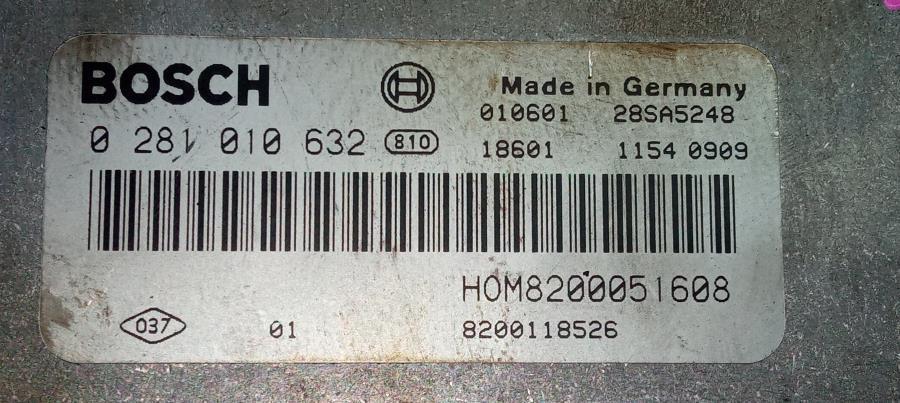 BOSCH
Made in Germany
010601 28SA5248
0 281 010 632 810
18601 1154 0909
HOM8200051608
037 01 8200118526